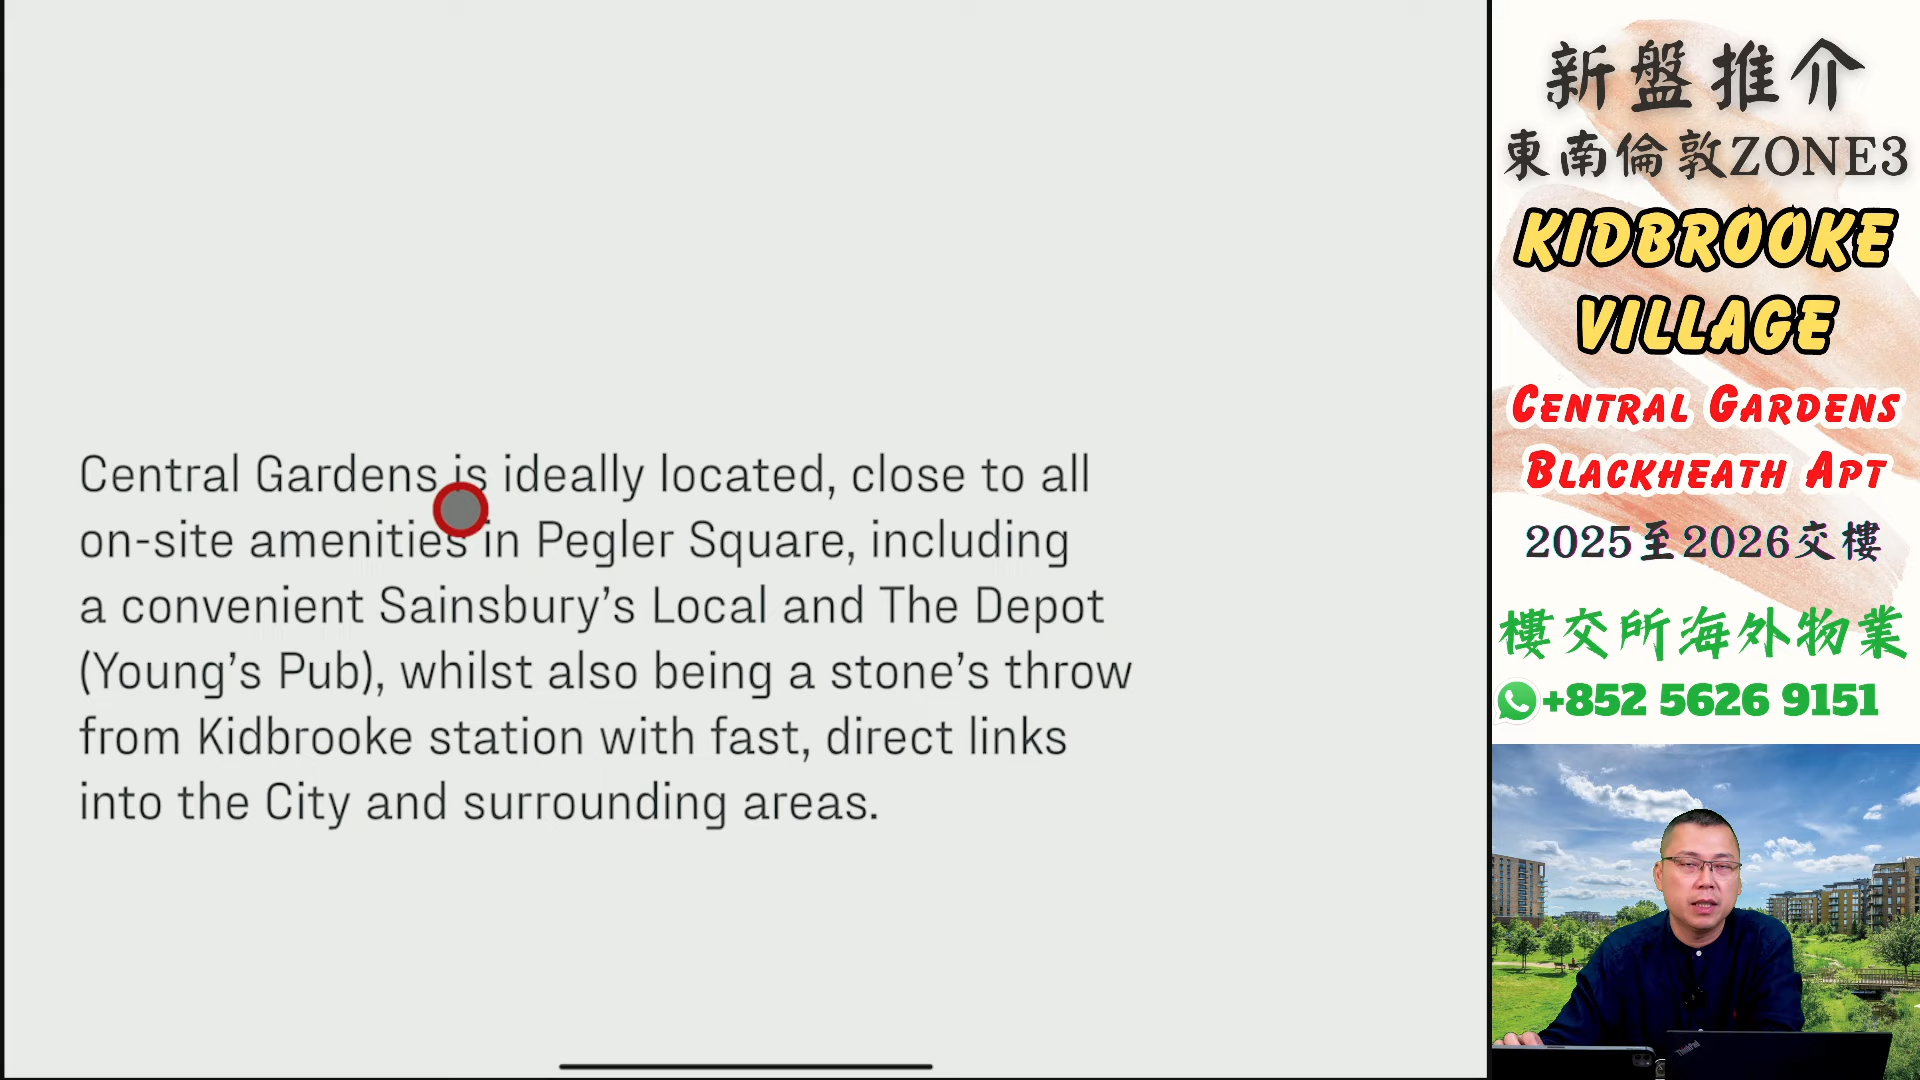 Central Gardens is ideally located, close to all
on-site amenities in Pegler Square, including
a convenient Sainsbury’s Local and The Depot
(Young’s Pub), whilst also being a stone’s throw
from Kidbrooke station with fast, direct links
into the City and surrounding areas.
新盤推介
東南倫敦ZONE3
KIDBROOKE
VILLAGE
CENTRAL GARDENS
BLACKHEATH APT
2025至2026交樓
樓交所海外物業
+852 5626 9151
ThinkPad